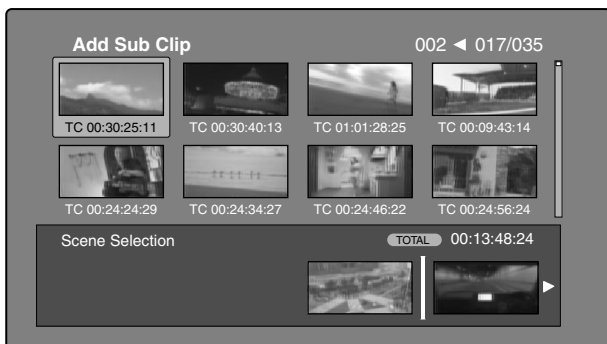 Add Sub Clip
002 ◄ 017/035
TC 00:30:25:11 TC 00:30:40:13 TC 01:01:28:25 TC 00:09:43:14
TC 00:24:24:29 TC 00:24:34:27 TC 00:24:46:22 TC 00:24:56:24
Scene Selection
TOTAL 00:13:48:24